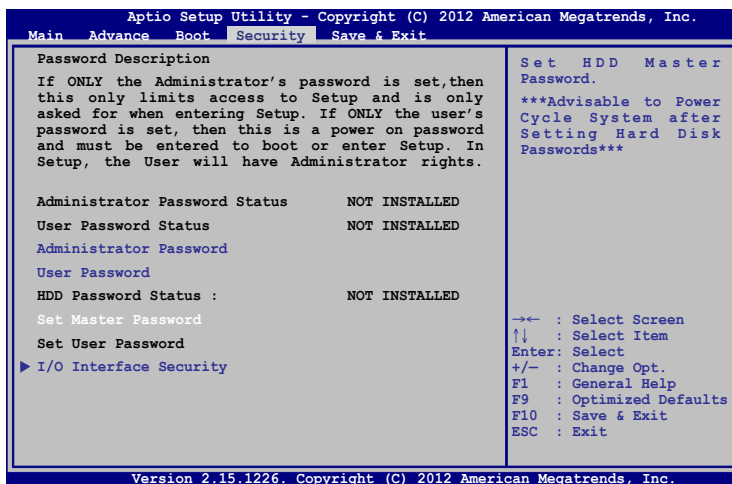 Aptio Setup Utility - Copyright (C) 2012 American Megatrends, Inc.
Main Advance Boot Security Save & Exit
Password Description
If ONLY the Administrator's password is set,then
this only limits access to Setup and is only
asked for when entering Setup. If ONLY the user's
password is set, then this is a power on password
and must be entered to boot or enter Setup. In
Setup, the User will have Administrator rights.
Administrator Password Status NOT INSTALLED
User Password Status NOT INSTALLED
Administrator Password
User Password
HDD Password Status : NOT INSTALLED
Set Master Password
Set User Password
▶ I/O Interface Security
Set HDD Master
Password.
***Advisable to Power
Cycle System after
Setting Hard Disk
Passwords***
→← : Select Screen
↑↓ : Select Item
Enter: Select
+/— : Change Opt.
F1 : General Help
F9 : Optimized Defaults
F10 : Save & Exit
ESC : Exit
Version 2.15.1226. Copyright (C) 2012 American Megatrends, Inc.